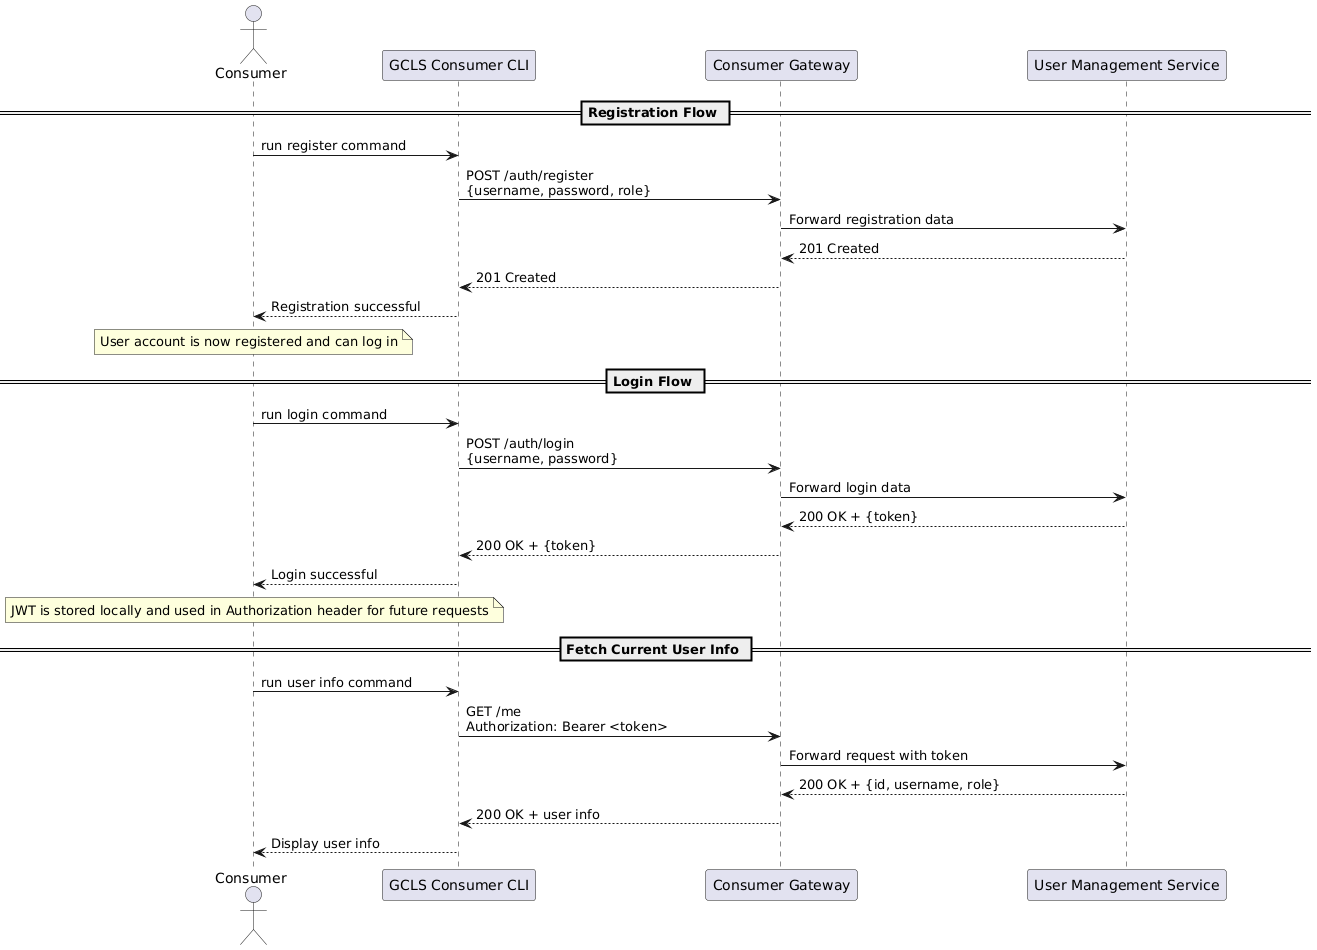 Consumer
GCLS Consumer CLI
Consumer Gateway
User Management Service
Registration Flow
run register command
POST /auth/register
{username, password, role}
Forward registration data
201 Created
201 Created
Registration successful
User account is now registered and can log in
Login Flow
run login command
POST /auth/login
{username, password}
Forward login data
200 OK + {token}
200 OK + {token}
Login successful
JWT is stored locally and used in Authorization header for future requests
Fetch Current User Info
run user info command
GET /me
Authorization: Bearer <token>
Forward request with token
200 OK + {id, username, role}
200 OK + user info
Display user info
Consumer
GCLS Consumer CLI
Consumer Gateway
User Management Service